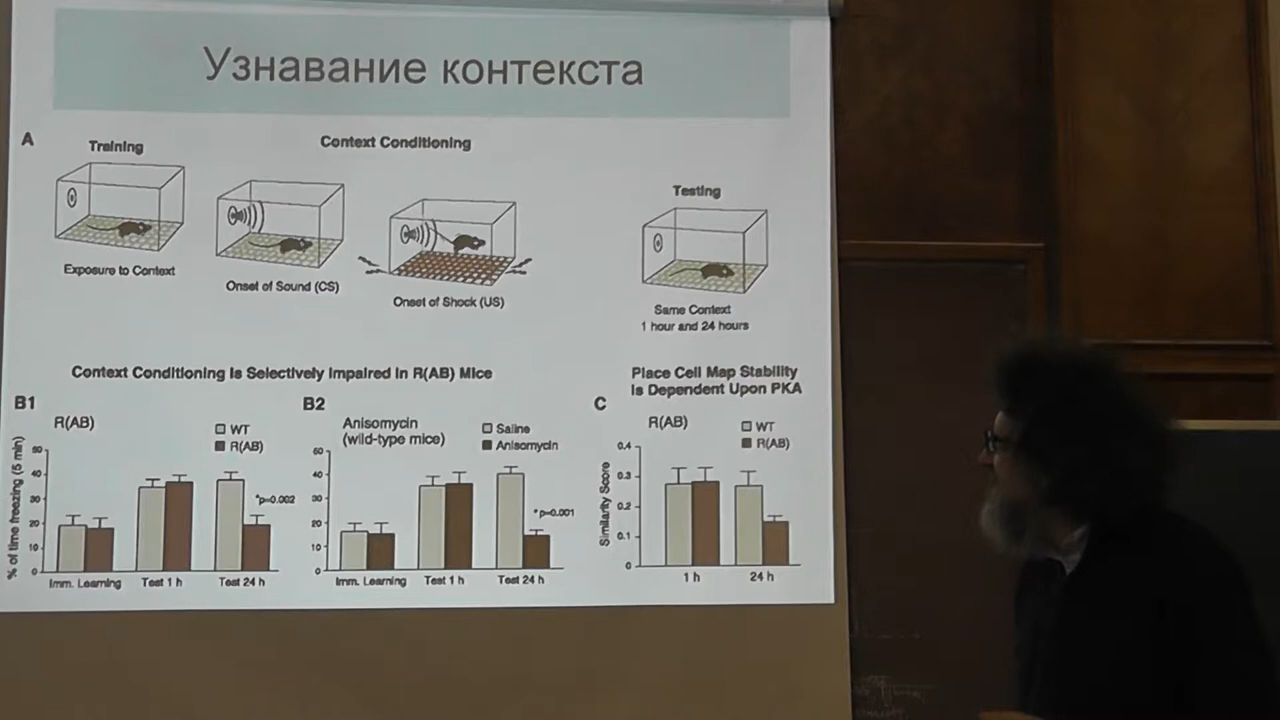 Узнавание контекста
A
Training
Context Conditioning
Testing
Exposure to Context
Onset of Sound (CS)
Onset of Shock (US)
Same Context
1 hour and 24 hours
Context Conditioning Is Selectively Impaired In R(AB) Mice
B1
R(AB)
WT
R(AB)
% of time freezing (5 min)
50
40
30
20
10
0
*p=0.002
Imm. Learning
Test 1 h
Test 24 h
B2
Anisomycin
(wild-type mice)
Saline
Anisomycin
50
40
30
20
10
0
*p=0.001
Imm. Learning
Test 1 h
Test 24 h
Place Cell Map Stability
Is Dependent Upon PKA
C
R(AB)
WT
R(AB)
Similarity Score
0.4
0.3
0.2
0.1
0
1 h
24 h